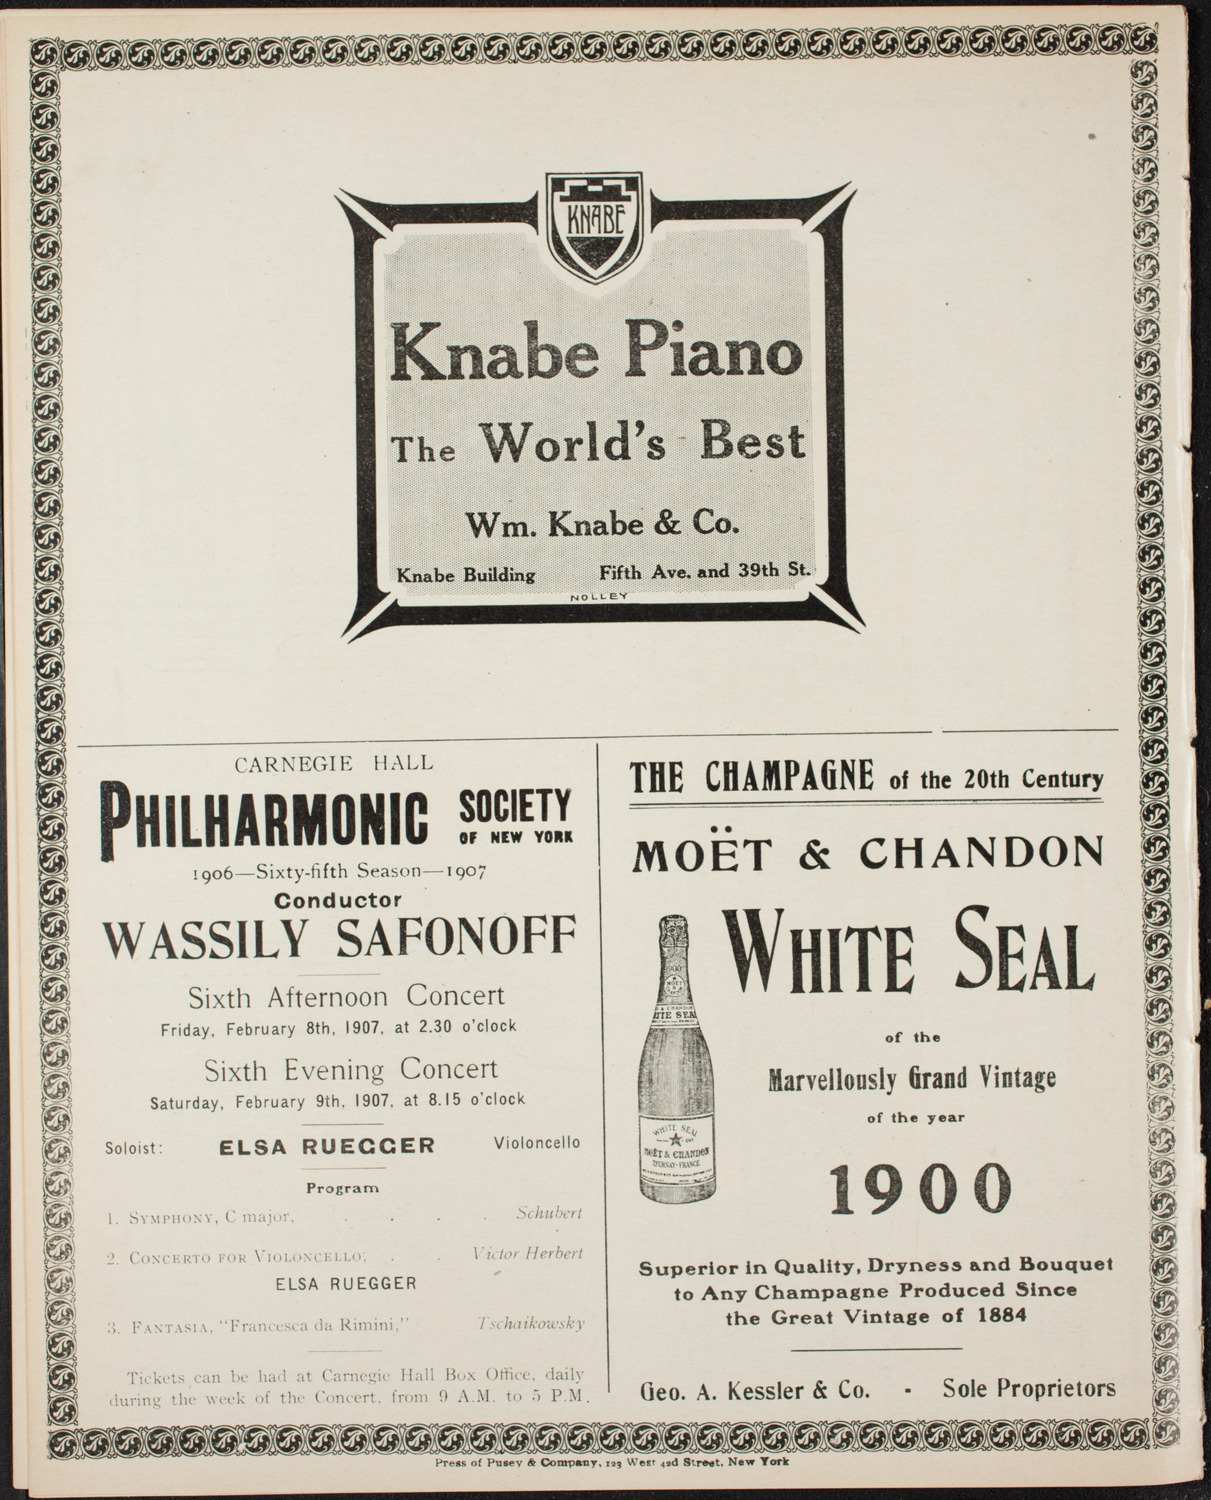 KNABE
Knabe Piano
The World's Best
Wm. Knabe & Co.
Knabe Building Fifth Ave. and 39th St.
NOLLEY
CARNEGIE HALL
PHILHARMONIC SOCIETY
OF NEW YORK
1906—Sixty-fifth Season—1907
Conductor
WASSILY SAFONOFF
Sixth Afternoon Concert
Friday, February 8th, 1907, at 2.30 o'clock
Sixth Evening Concert
Saturday, February 9th, 1907, at 8.15 o'clock
Soloist: ELSA RUEGGER Violoncello
Program
1. SYMPHONY, C major, . . . . Schubert
2. CONCERTO FOR VIOLONCELLO, . . Victor Herbert
ELSA RUEGGER
3. FANTASIA, "Francesca da Rimini," Tschaikowsky
Tickets can be had at Carnegie Hall Box Office, daily
during the week of the Concert, from 9 A.M. to 5 P.M.
THE CHAMPAGNE of the 20th Century
MOËT & CHANDON
WHITE SEAL
WHITE SEAL
MOËT & CHANDON
of the
Marvellously Grand Vintage
of the year
1900
Superior in Quality, Dryness and Bouquet
to Any Champagne Produced Since
the Great Vintage of 1884
Geo. A. Kessler & Co. - Sole Proprietors
Press of Pusey & Company, 123 West 42d Street, New York